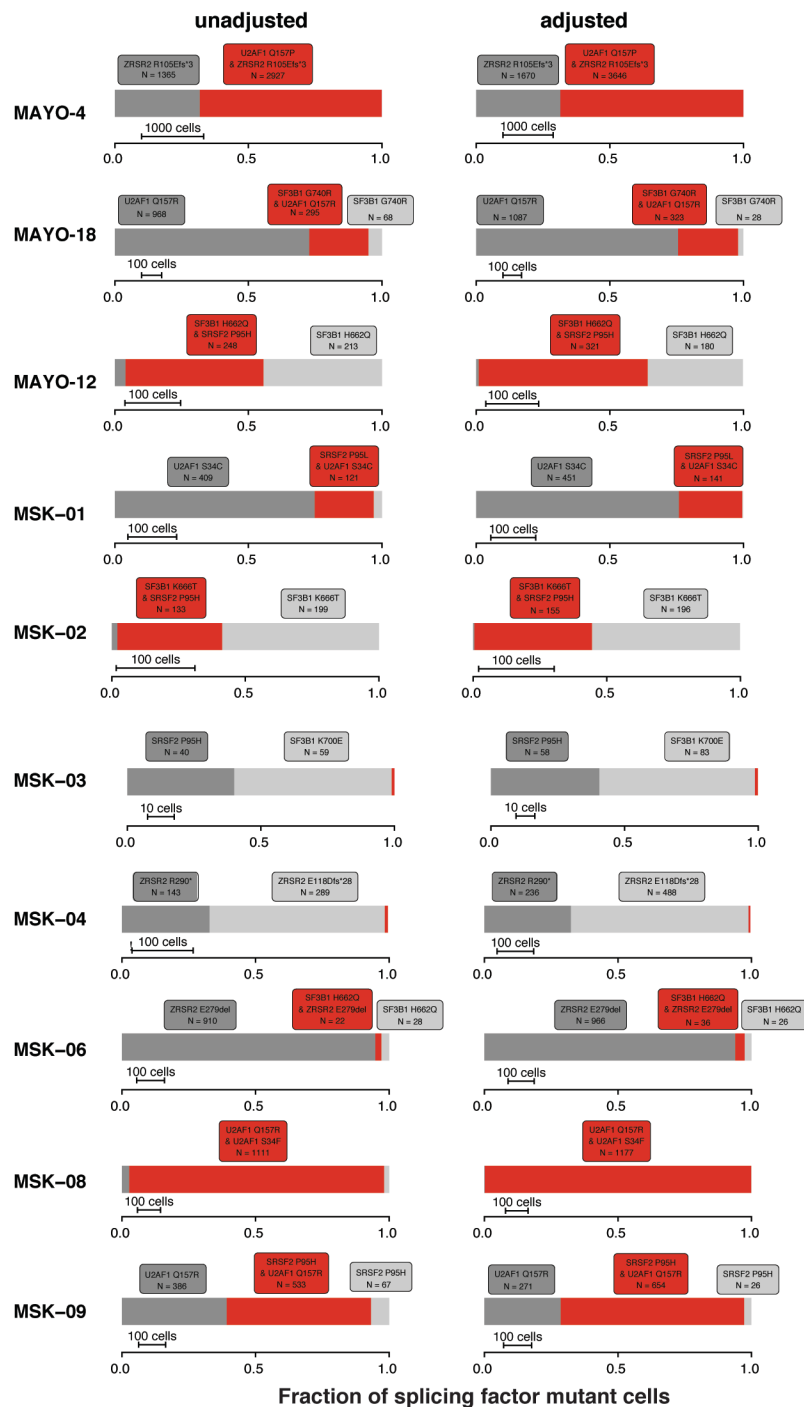 unadjusted
adjusted
MAYO-4
ZRSR2 R105Efs*3
N = 1365
U2AF1 Q157P
& ZRSR2 R105Efs*3
N = 2927
1000 cells
0.0 0.5 1.0
ZRSR2 R105Efs*3
N = 1670
U2AF1 Q157P
& ZRSR2 R105Efs*3
N = 3646
1000 cells
0.0 0.5 1.0
MAYO-18
U2AF1 Q157R
N = 968
SF3B1 G740R
& U2AF1 Q157R
N = 295
SF3B1 G740R
N = 68
100 cells
0.0 0.5 1.0
U2AF1 Q157R
N = 1087
SF3B1 G740R
& U2AF1 Q157R
N = 323
SF3B1 G740R
N = 28
100 cells
0.0 0.5 1.0
MAYO-12
SF3B1 H662Q
& SRSF2 P95H
N = 248
SF3B1 H662Q
N = 213
100 cells
0.0 0.5 1.0
SF3B1 H662Q
& SRSF2 P95H
N = 321
SF3B1 H662Q
N = 180
100 cells
0.0 0.5 1.0
MSK-01
U2AF1 S34C
N = 409
SRSF2 P95L
& U2AF1 S34C
N = 121
100 cells
0.0 0.5 1.0
U2AF1 S34C
N = 451
SRSF2 P95L
& U2AF1 S34C
N = 141
100 cells
0.0 0.5 1.0
MSK-02
SF3B1 K666T
& SRSF2 P95H
N = 133
SF3B1 K666T
N = 199
100 cells
0.0 0.5 1.0
SF3B1 K666T
& SRSF2 P95H
N = 155
SF3B1 K666T
N = 196
100 cells
0.0 0.5 1.0
MSK-03
SRSF2 P95H
N = 40
SF3B1 K700E
N = 59
10 cells
0.0 0.5 1.0
SRSF2 P95H
N = 58
SF3B1 K700E
N = 83
10 cells
0.0 0.5 1.0
MSK-04
ZRSR2 R290*
N = 143
ZRSR2 E118Dfs*28
N = 289
100 cells
0.0 0.5 1.0
ZRSR2 R290*
N = 236
ZRSR2 E118Dfs*28
N = 488
100 cells
0.0 0.5 1.0
MSK-06
ZRSR2 E279del
N = 910
SF3B1 H662Q
& ZRSR2 E279del
N = 22
SF3B1 H662Q
N = 28
100 cells
0.0 0.5 1.0
ZRSR2 E279del
N = 966
SF3B1 H662Q
& ZRSR2 E279del
N = 36
SF3B1 H662Q
N = 26
100 cells
0.0 0.5 1.0
MSK-08
U2AF1 Q157R
& U2AF1 S34F
N = 1111
100 cells
0.0 0.5 1.0
U2AF1 Q157R
& U2AF1 S34F
N = 1177
100 cells
0.0 0.5 1.0
MSK-09
U2AF1 Q157R
N = 386
SRSF2 P95H
& U2AF1 Q157R
N = 533
SRSF2 P95H
N = 67
100 cells
0.0 0.5 1.0
U2AF1 Q157R
N = 271
SRSF2 P95H
& U2AF1 Q157R
N = 654
SRSF2 P95H
N = 26
100 cells
0.0 0.5 1.0
Fraction of splicing factor mutant cells